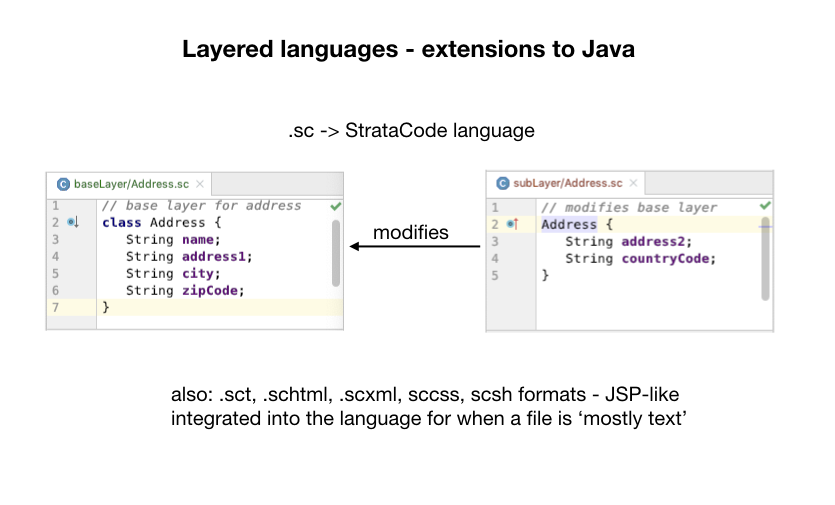 Layered languages - extensions to Java
.sc -> StrataCode language
baseLayer/Address.sc
1 // base layer for address
2 class Address {
3 String name;
4 String address1;
5 String city;
6 String zipCode;
7 }
modifies
subLayer/Address.sc
1 // modifies base layer
2 Address {
3 String address2;
4 String countryCode;
5 }
also: .sct, .schtml, .scxml, sccss, scsh formats - JSP-like
integrated into the language for when a file is ‘mostly text’